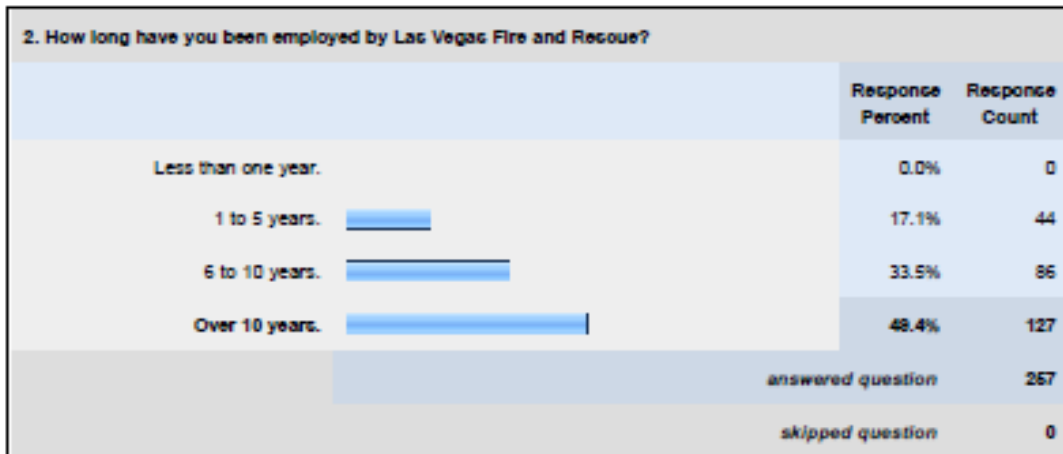 2. How long have you been employed by Las Vegas Fire and Rescue?
Response Percent Response Count
Less than one year. 0.0% 0
1 to 5 years. 17.1% 44
6 to 10 years. 33.5% 86
Over 10 years. 49.4% 127
answered question 257
skipped question 0